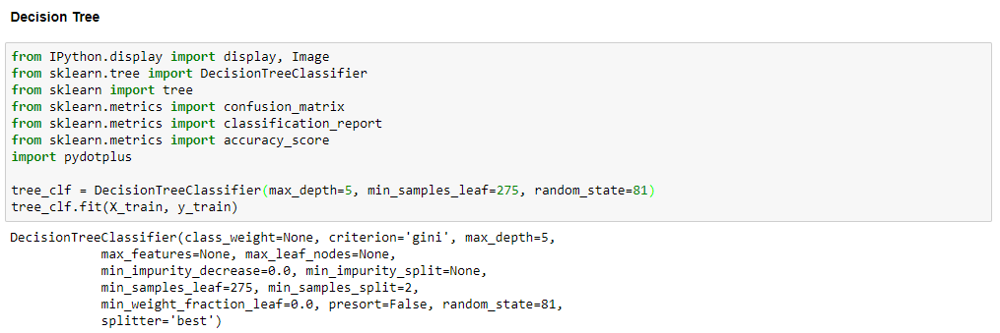 Decision Tree
from IPython.display import display, Image
from sklearn.tree import DecisionTreeClassifier
from sklearn import tree
from sklearn.metrics import confusion_matrix
from sklearn.metrics import classification_report
from sklearn.metrics import accuracy_score
import pydotplus
tree_clf = DecisionTreeClassifier(max_depth=5, min_samples_leaf=275, random_state=81)
tree_clf.fit(X_train, y_train)
DecisionTreeClassifier(class_weight=None, criterion='gini', max_depth=5,
max_features=None, max_leaf_nodes=None,
min_impurity_decrease=0.0, min_impurity_split=None,
min_samples_leaf=275, min_samples_split=2,
min_weight_fraction_leaf=0.0, presort=False, random_state=81,
splitter='best')